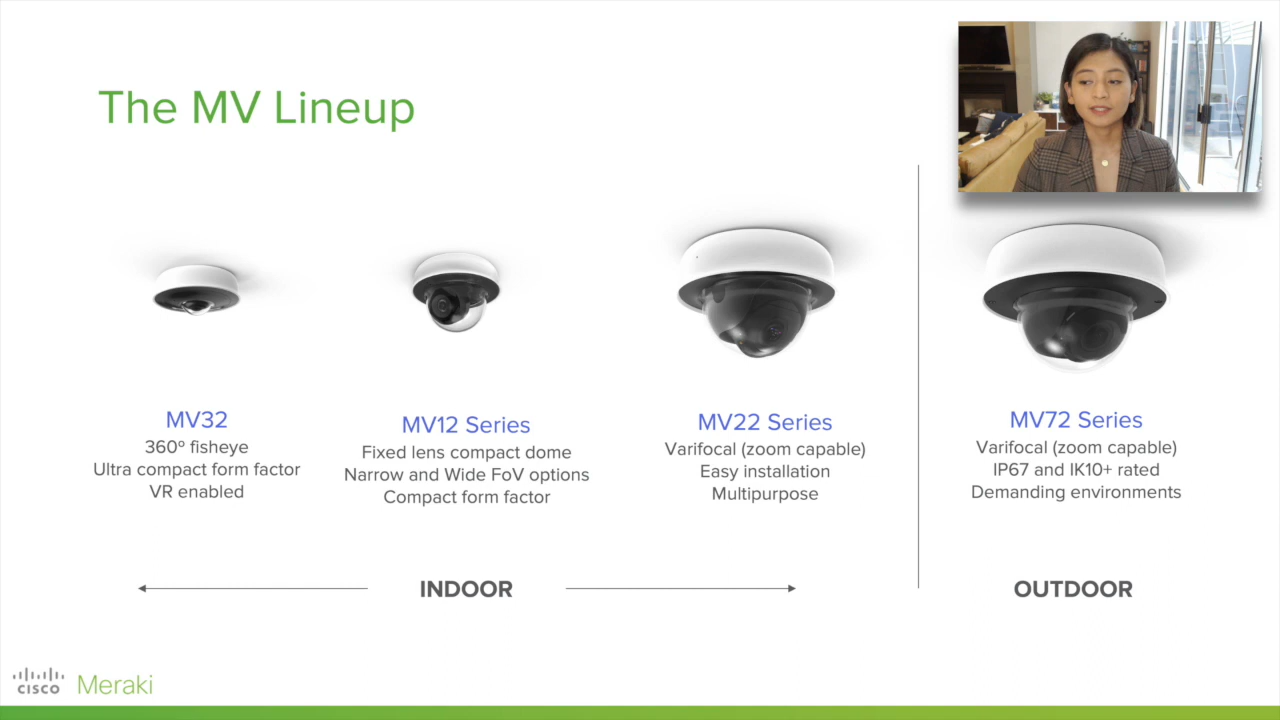 The MV Lineup
MV32
360º fisheye
Ultra compact form factor
VR enabled
MV12 Series
Fixed lens compact dome
Narrow and Wide FoV options
Compact form factor
MV22 Series
Varifocal (zoom capable)
Easy installation
Multipurpose
MV72 Series
Varifocal (zoom capable)
IP67 and IK10+ rated
Demanding environments
INDOOR
OUTDOOR
CISCO Meraki